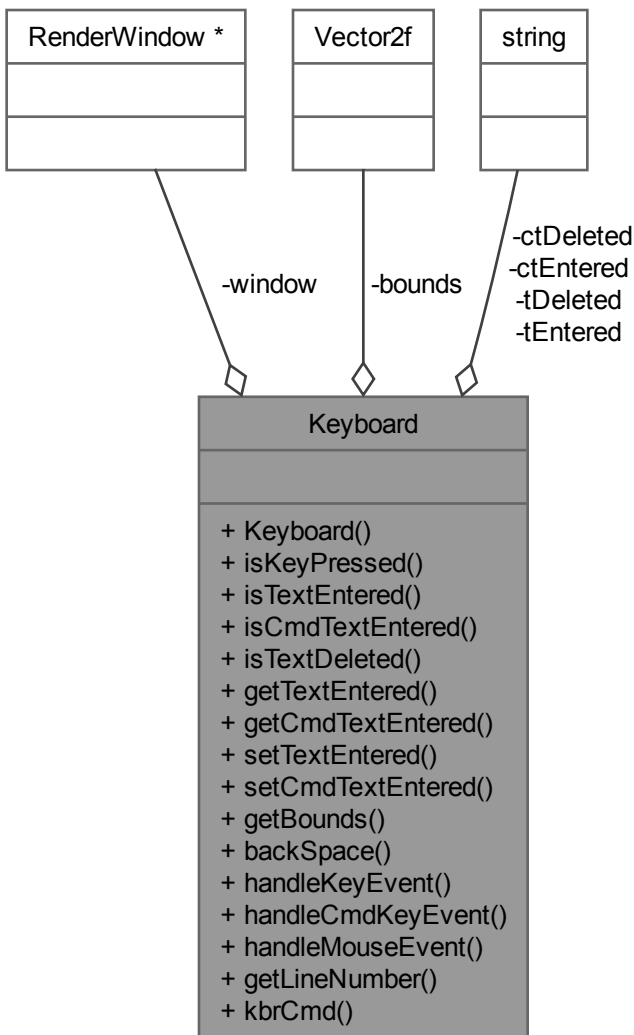 RenderWindow *
Vector2f
string
-window
-bounds
-ctDeleted
-ctEntered
-tDeleted
-tEntered
Keyboard
+ Keyboard()
+ isKeyPressed()
+ isTextEntered()
+ isCmdTextEntered()
+ isTextDeleted()
+ getTextEntered()
+ getCmdTextEntered()
+ setTextEntered()
+ setCmdTextEntered()
+ getBounds()
+ backSpace()
+ handleKeyEvent()
+ handleCmdKeyEvent()
+ handleMouseEvent()
+ getLineNumber()
+ kbrCmd()